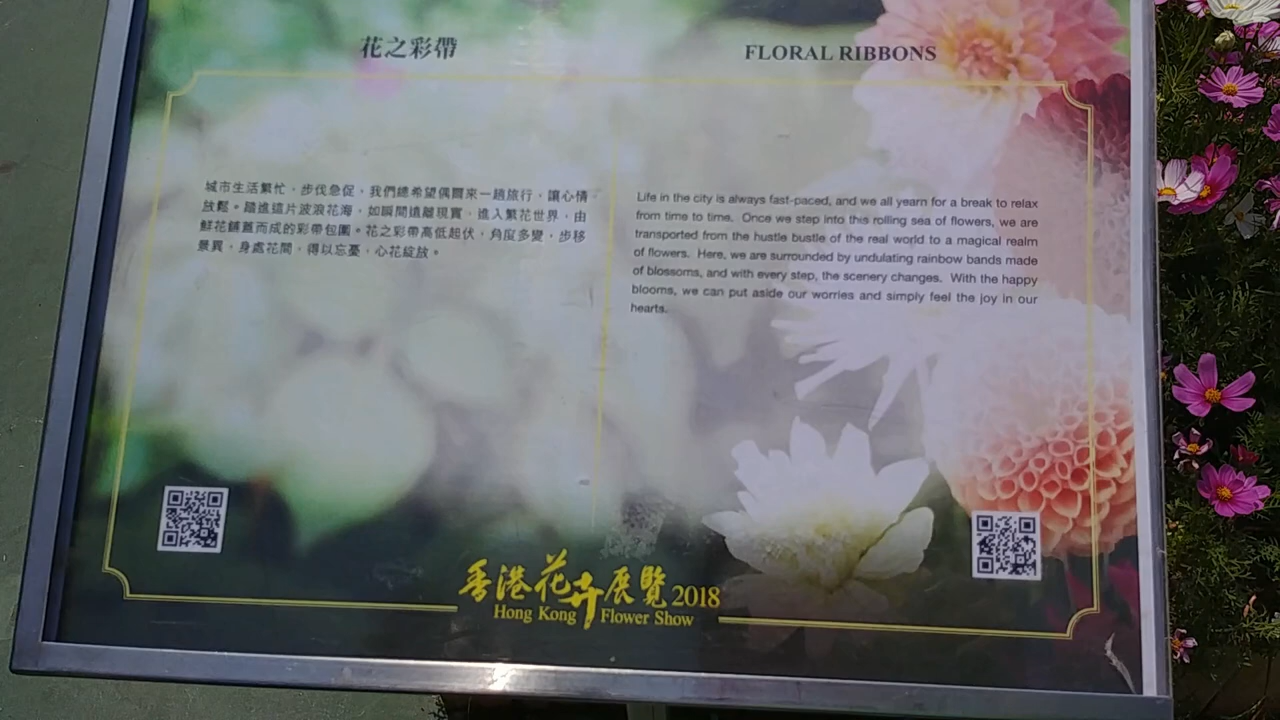 花之彩帶
城市生活繁忙，步伐急促，我們總希望偶爾來一趟旅行，讓心情
放鬆。踏進這片波浪花海，如瞬間遠離現實，進入繁花世界，由
鮮花鋪蓋而成的彩帶包圍。花之彩帶高低起伏，角度多變，步移
景異，身處花間，得以忘憂，心花綻放。
FLORAL RIBBONS
Life in the city is always fast-paced, and we all yearn for a break to relax
from time to time. Once we step into this rolling sea of flowers, we are
transported from the hustle bustle of the real world to a magical realm
of flowers. Here, we are surrounded by undulating rainbow bands made
of blossoms, and with every step, the scenery changes. With the happy
blooms, we can put aside our worries and simply feel the joy in our
hearts.
香港花卉展覽2018
Hong Kong Flower Show